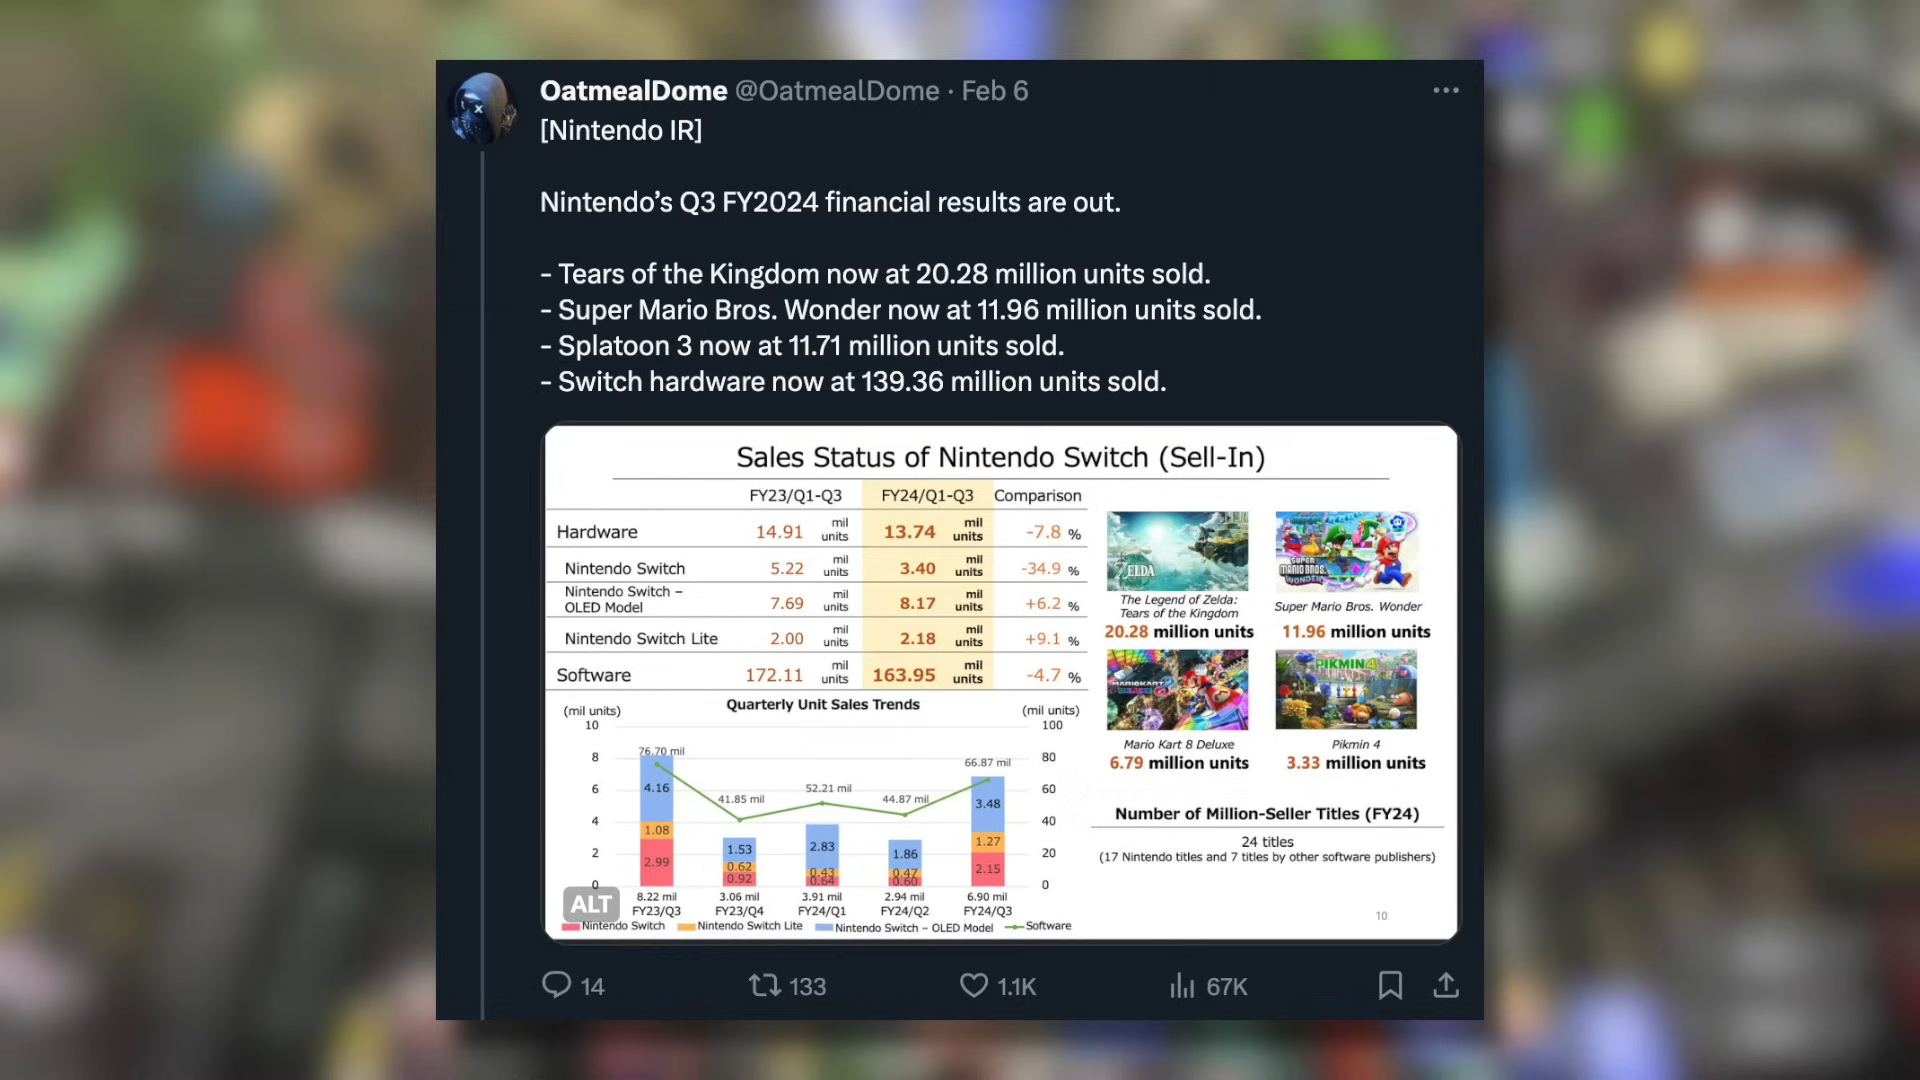 OatmealDome @OatmealDome · Feb 6
[Nintendo IR]
Nintendo’s Q3 FY2024 financial results are out.
- Tears of the Kingdom now at 20.28 million units sold.
- Super Mario Bros. Wonder now at 11.96 million units sold.
- Splatoon 3 now at 11.71 million units sold.
- Switch hardware now at 139.36 million units sold.
Sales Status of Nintendo Switch (Sell-In)
FY23/Q1-Q3 FY24/Q1-Q3 Comparison
Hardware 14.91 mil units 13.74 mil units -7.8 %
Nintendo Switch 5.22 mil units 3.40 mil units -34.9 %
Nintendo Switch – OLED Model 7.69 mil units 8.17 mil units +6.2 %
Nintendo Switch Lite 2.00 mil units 2.18 mil units +9.1 %
Software 172.11 mil units 163.95 mil units -4.7 %
ZELDA
The Legend of Zelda:
Tears of the Kingdom
20.28 million units
SUPER
MARIO BROS.
WONDER
Super Mario Bros. Wonder
11.96 million units
MARIOKART
Mario Kart 8 Deluxe
6.79 million units
PIKMIN 4
Pikmin 4
3.33 million units
Quarterly Unit Sales Trends
(mil units) (mil units)
10 100
8 80
6 60
4 40
2 20
0 0
76.70 mil 41.85 mil 52.21 mil 44.87 mil 66.87 mil
4.16 1.53 2.83 1.86 3.48
1.08 0.62 0.43 0.47 1.27
2.99 0.92 0.64 0.60 2.15
8.22 mil 3.06 mil 3.91 mil 2.94 mil 6.90 mil
FY23/Q3 FY23/Q4 FY24/Q1 FY24/Q2 FY24/Q3
Nintendo Switch Nintendo Switch Lite Nintendo Switch – OLED Model Software
ALT
Number of Million-Seller Titles (FY24)
24 titles
(17 Nintendo titles and 7 titles by other software publishers)
10
14 133 1.1K 67K